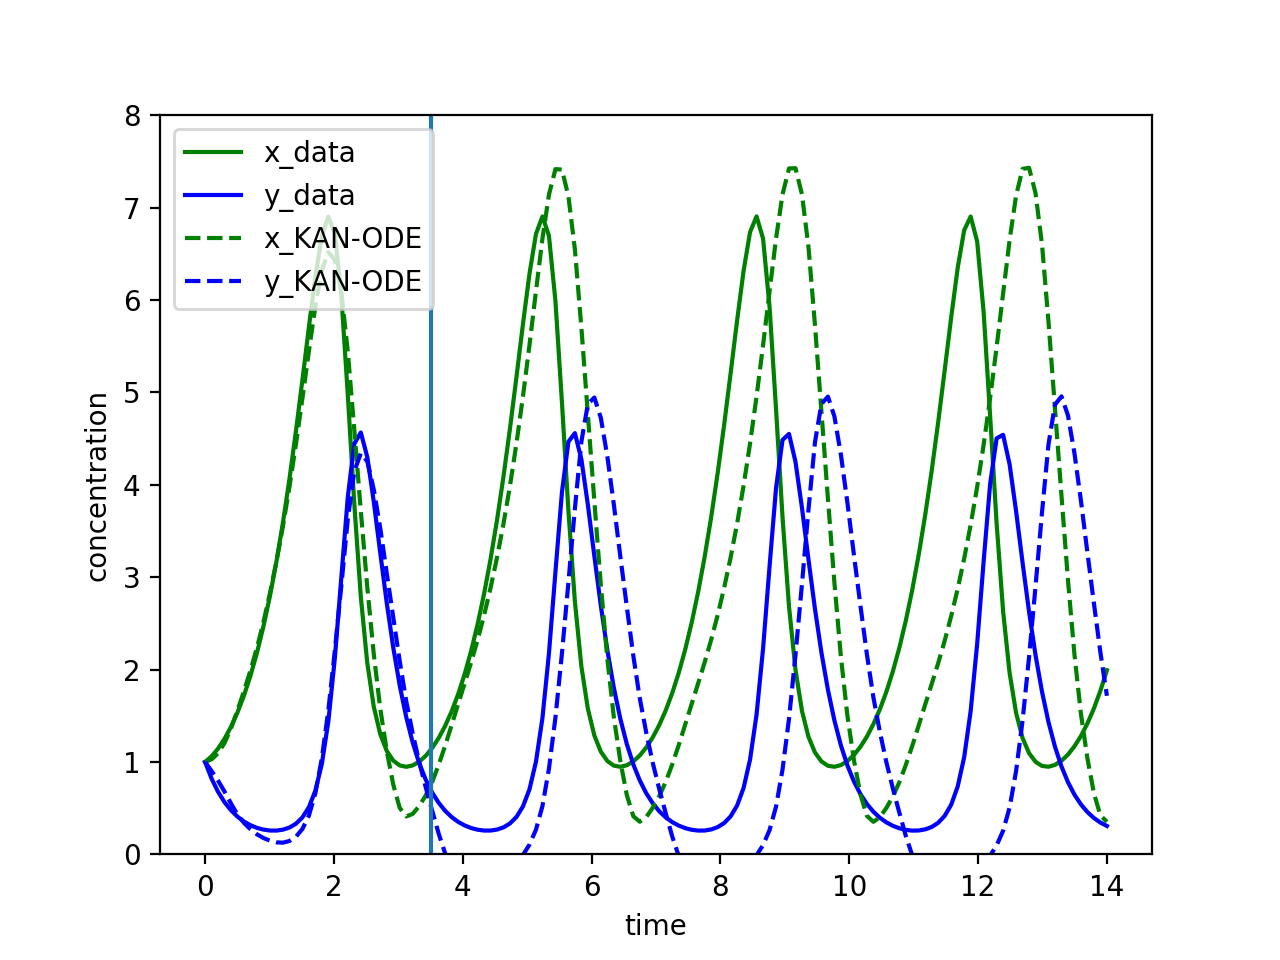 8
7
6
5
4
3
2
1
0
concentration
x_data
y_data
x_KAN-ODE
y_KAN-ODE
0 2 4 6 8 10 12 14
time